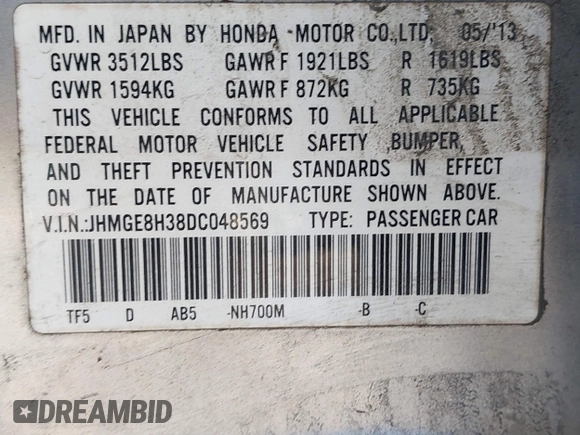 MFD. IN JAPAN BY HONDA MOTOR CO.,LTD. 05/'13
GVWR 3512LBS GAWR F 1921LBS R 1619LBS
GVWR 1594KG GAWR F 872KG R 735KG
THIS VEHICLE CONFORMS TO ALL APPLICABLE
FEDERAL MOTOR VEHICLE SAFETY ,BUMPER,
AND THEFT PREVENTION STANDARDS IN EFFECT
ON THE DATE OF MANUFACTURE SHOWN ABOVE.
V.I.N.:JHMGE8H38DC048569 TYPE: PASSENGER CAR
TF5 D AB5 -NH700M -B -C
DREAMBID